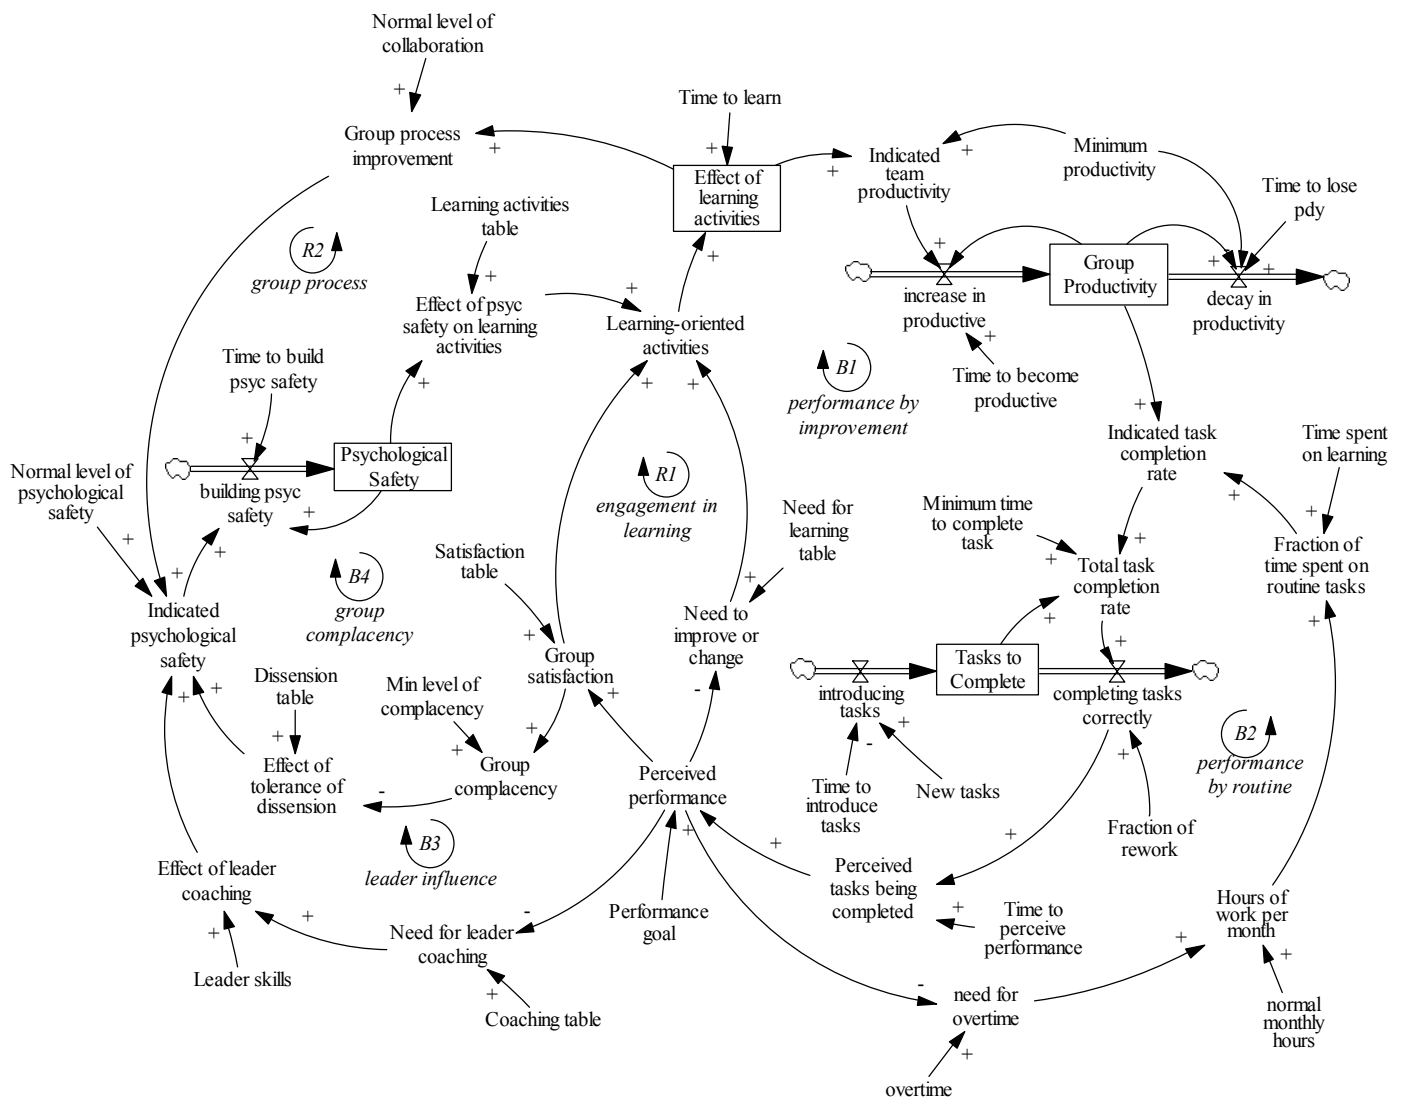 Normal level of
collaboration
Time to learn
Group process
improvement
Effect of
learning
activities
Indicated
team
productivity
Minimum
productivity
Time to lose
pdy
Learning activities
table
R2
group process
Group
Productivity
increase in
productive
decay in
productivity
Effect of psyc
safety on learning
activities
Learning-oriented
activities
Time to build
psyc safety
B1
performance by
improvement
Time to become
productive
Psychological
Safety
Normal level of
psychological
safety
building psyc
safety
R1
engagement in
learning
Indicated task
completion
rate
Time spent
on learning
Need for
learning
table
Minimum time
to complete
task
Satisfaction
table
B4
group
complacency
Total task
completion
rate
Fraction of
time spent on
routine tasks
Indicated
psychological
safety
Need to
improve or
change
Group
satisfaction
Tasks to
Complete
introducing
tasks
completing tasks
correctly
Dissension
table
Min level of
complacency
B2
performance
by routine
Effect of
tolerance of
dissension
Group
complacency
Perceived
performance
Time to
introduce
tasks
New tasks
Fraction of
rework
B3
leader influence
Effect of leader
coaching
Perceived
tasks being
completed
Hours of
work per
month
Performance
goal
Time to
perceive
performance
Need for leader
coaching
Leader skills
Coaching table
need for
overtime
normal
monthly
hours
overtime